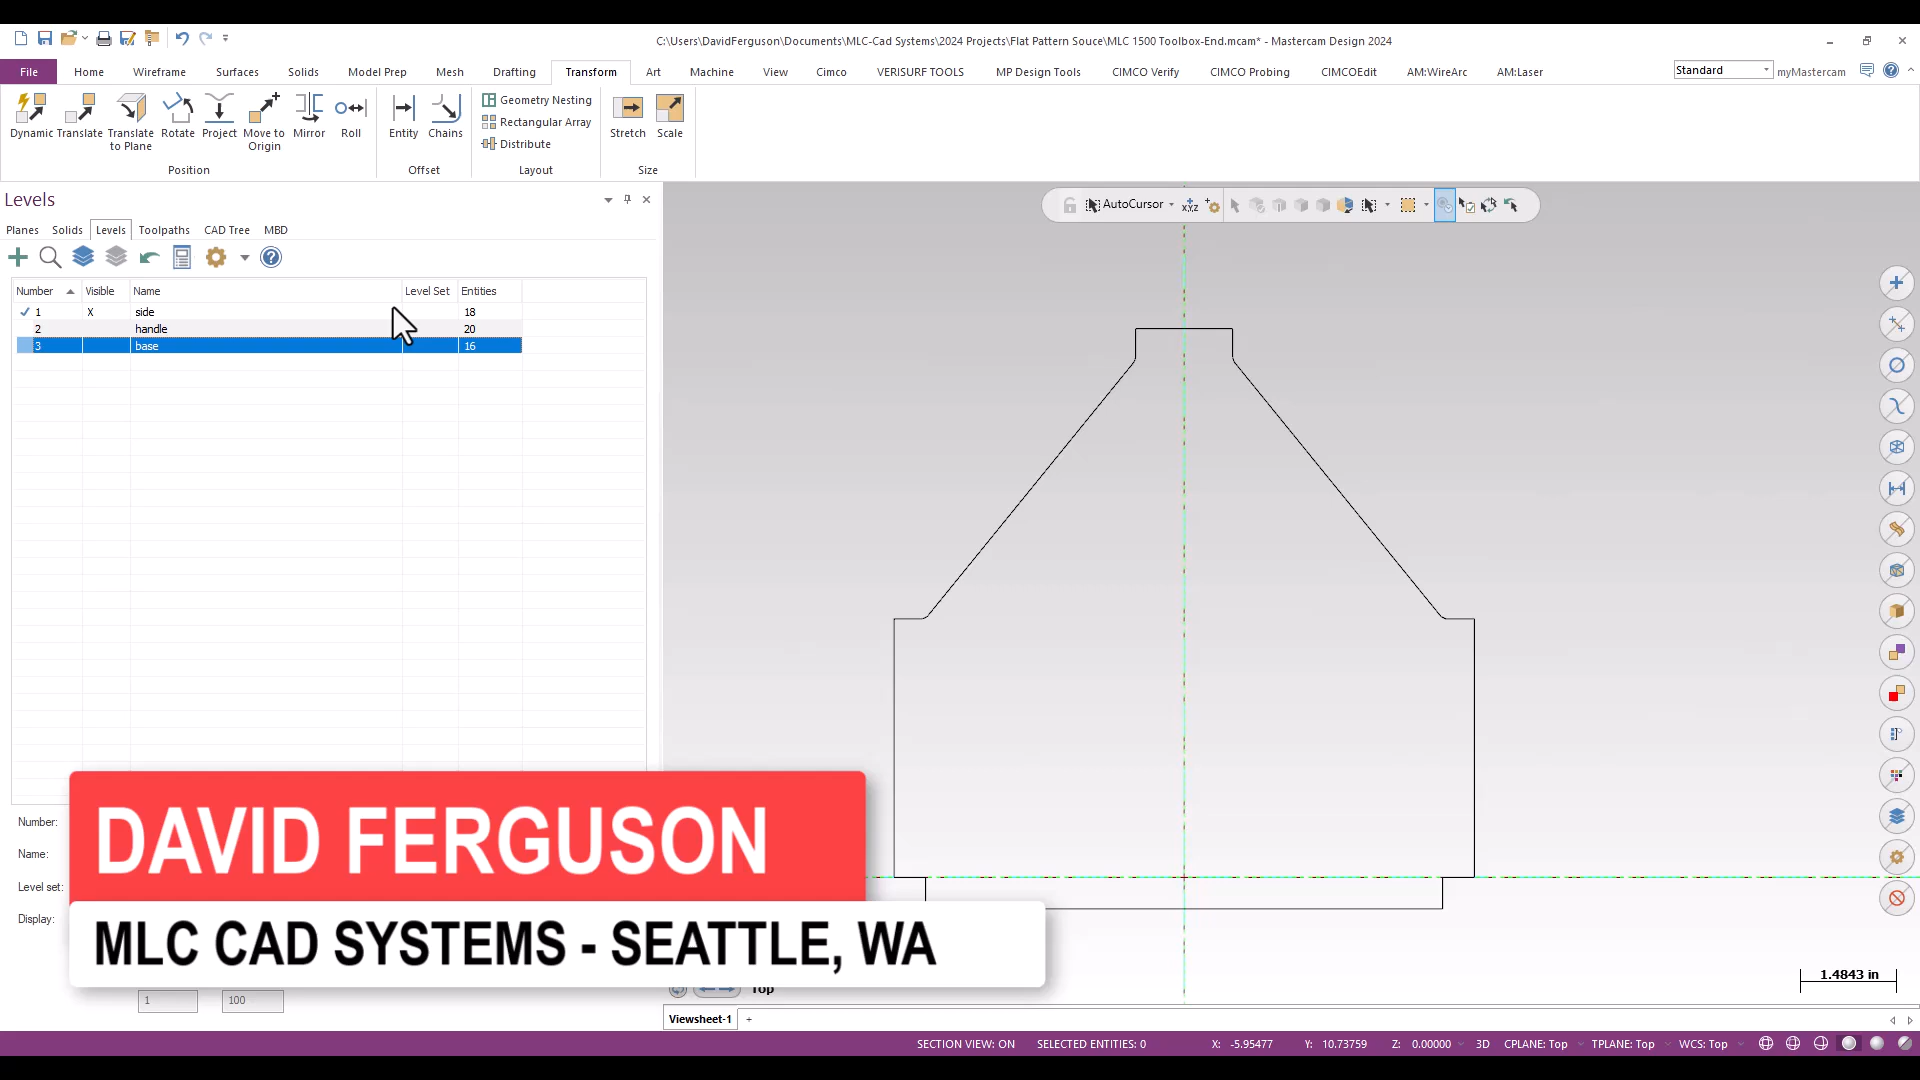 C:\Users\DavidFerguson\Documents\MLC-Cad Systems\2024 Projects\Flat Pattern Souce\MLC 1500 Toolbox-End.mcam* - Mastercam Design 2024
File Home Wireframe Surfaces Solids Model Prep Mesh Drafting Transform Art Machine View Cimco VERISURF TOOLS MP Design Tools CIMCO Verify CIMCO Probing CIMCOEdit AM:WireArc AM:Laser Standard myMastercam
Dynamic Translate Translate to Plane Rotate Project Move to Origin Mirror Roll
Position
Entity Chains
Offset
Geometry Nesting
Rectangular Array
Distribute
Layout
Stretch Scale
Size
Levels
Planes Solids Levels Toolpaths CAD Tree MBD
AutoCursor
Number Visible Name Level Set Entities
1 X side 18
2 handle 20
3 base 16
Number:
Name:
Level set:
Display:
DAVID FERGUSON
MLC CAD SYSTEMS - SEATTLE, WA
1 100
Top
1.4843 in
Viewsheet-1 +
SECTION VIEW: ON SELECTED ENTITIES: 0 X: -5.95477 Y: 10.73759 Z: 0.00000 3D CPLANE: Top TPLANE: Top WCS: Top